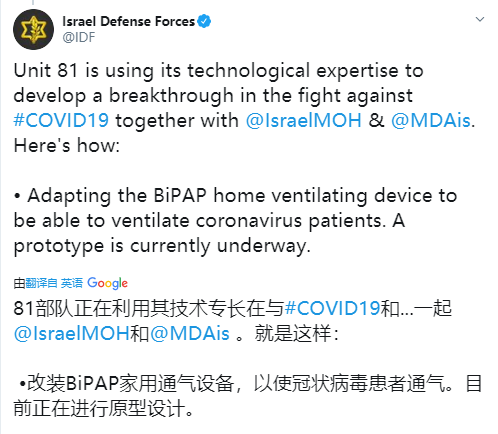 Israel Defense Forces
@IDF
Unit 81 is using its technological expertise to
develop a breakthrough in the fight against
#COVID19 together with @IsraelMOH & @MDAis.
Here's how:
• Adapting the BiPAP home ventilating device to
be able to ventilate coronavirus patients. A
prototype is currently underway.
由翻译自 英语 Google
81部队正在利用其技术专长在与#COVID19和...一起
@IsraelMOH和@MDAis 。就是这样：
•改装BiPAP家用通气设备，以使冠状病毒患者通气。目
前正在进行原型设计。